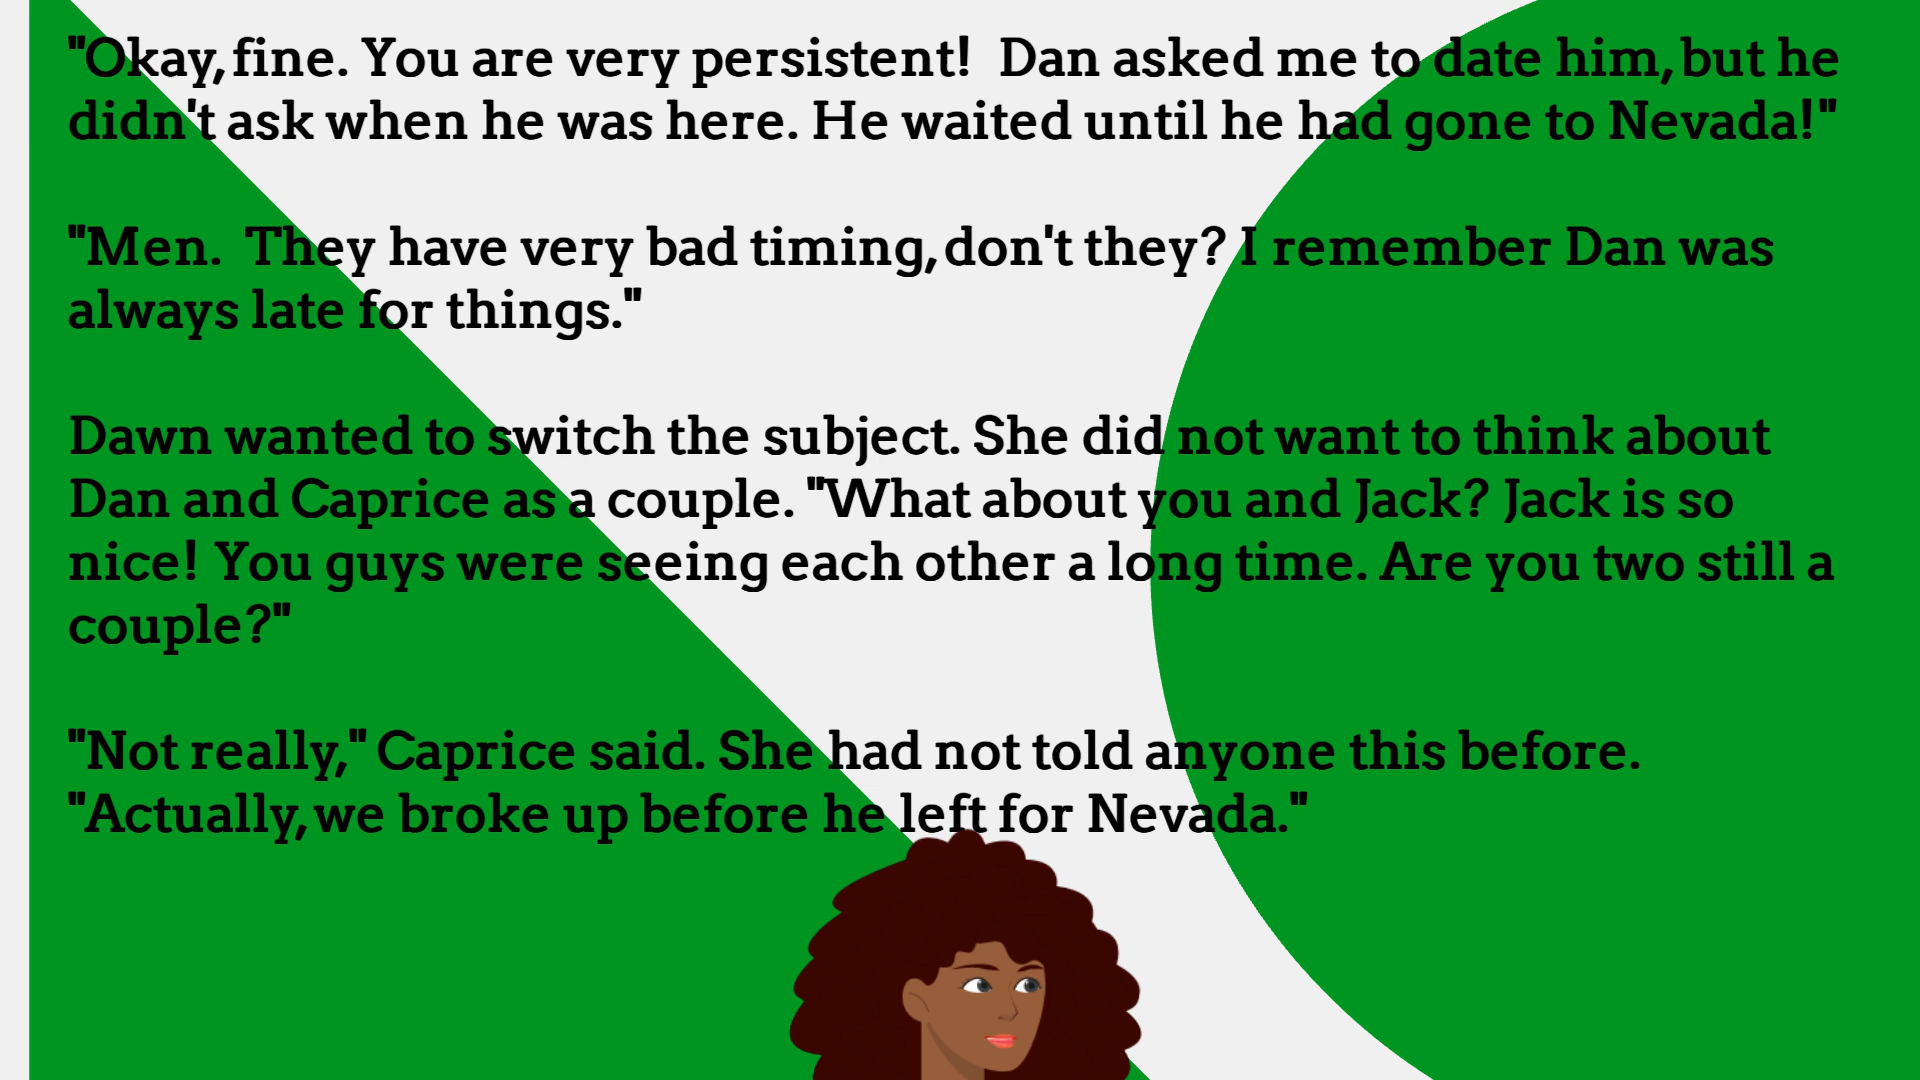 "Okay, fine. You are very persistent!  Dan asked me to date him, but he
didn't ask when he was here. He waited until he had gone to Nevada!"
"Men.  They have very bad timing, don't they? I remember Dan was
always late for things."
Dawn wanted to switch the subject. She did not want to think about
Dan and Caprice as a couple. "What about you and Jack? Jack is so
nice!  You guys were seeing each other a long time. Are you two still a
couple?"
"Not really," Caprice said. She had not told anyone this before.
"Actually, we broke up before he left for Nevada."